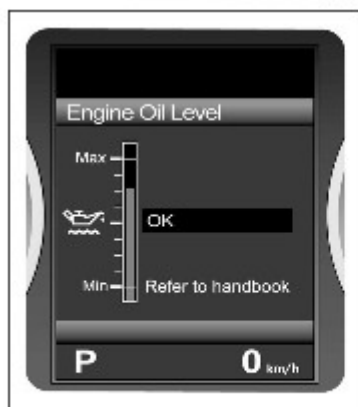 Engine Oil Level
Max
OK
Min Refer to handbook
P 0 km/h